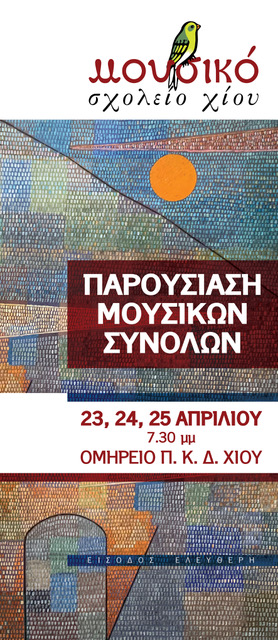 μουσικό
σχολείο χίου
ΠΑΡΟΥΣΙΑΣΗ
ΜΟΥΣΙΚΩΝ
ΣΥΝΟΛΩΝ
23, 24, 25 ΑΠΡΙΛΙΟΥ
7.30 μμ
ΟΜΗΡΕΙΟ Π. Κ. Δ. ΧΙΟΥ
ΕΙΣΟΔΟΣ ΕΛΕΥΘΕΡΗ